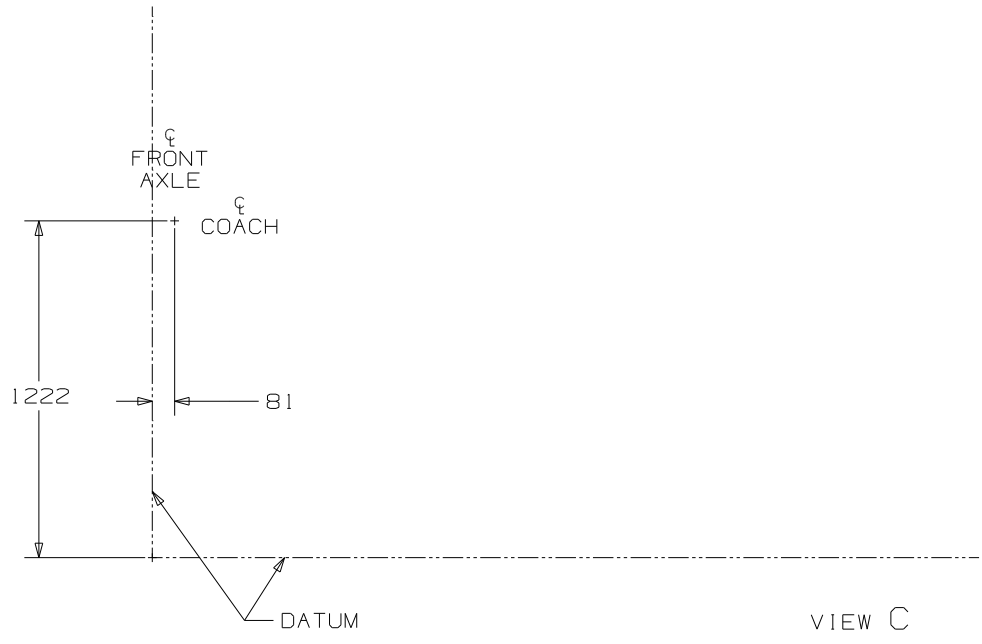 ℄
FRONT
AXLE
℄
COACH
1222
81
DATUM
VIEW C